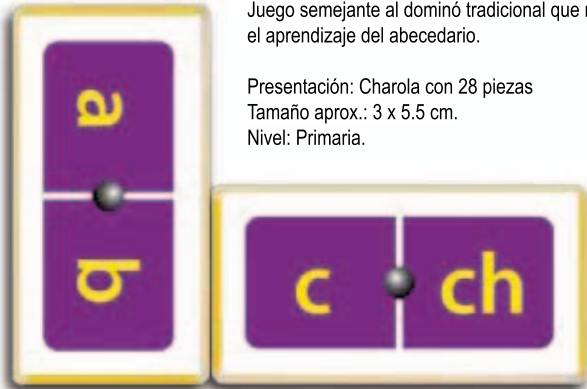 Juego semejante al dominó tradicional que
el aprendizaje del abecedario.
Presentación: Charola con 28 piezas
Tamaño aprox.: 3 x 5.5 cm.
Nivel: Primaria.
a
b
c ch